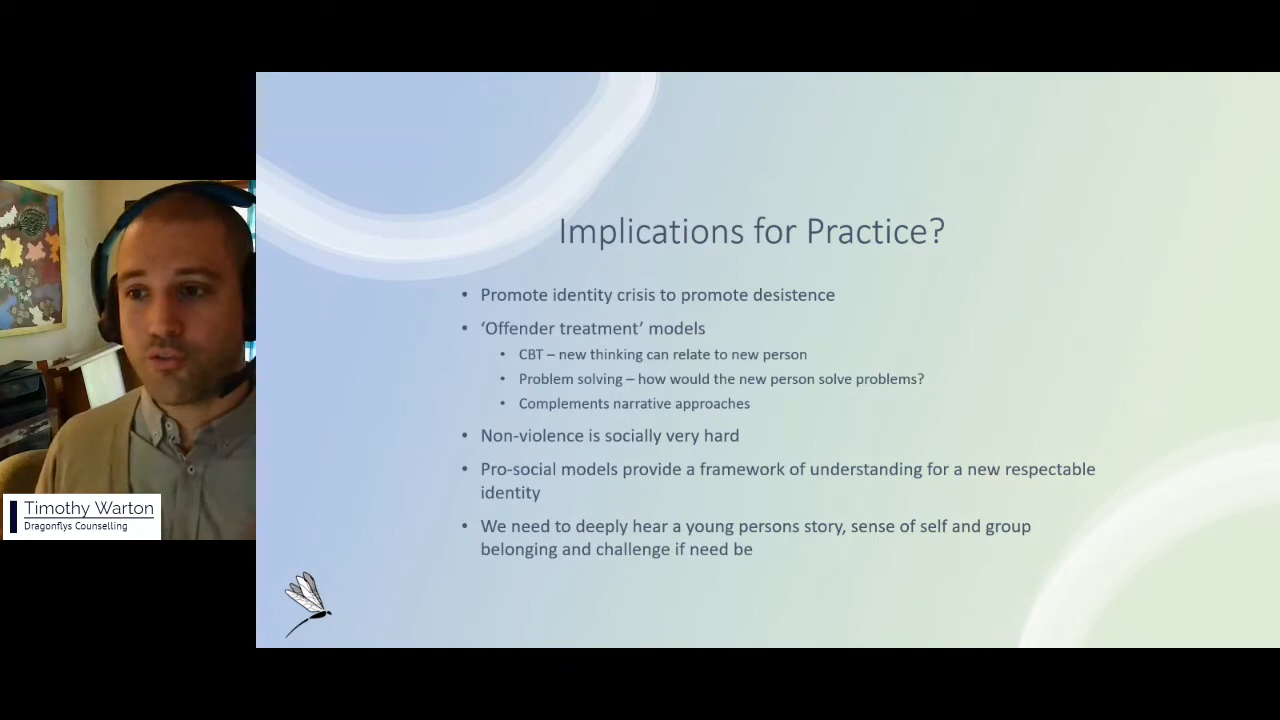 Implications for Practice?
• Promote identity crisis to promote desistence
• ‘Offender treatment’ models
• CBT – new thinking can relate to new person
• Problem solving – how would the new person solve problems?
• Complements narrative approaches
• Non-violence is socially very hard
• Pro-social models provide a framework of understanding for a new respectable
identity
• We need to deeply hear a young persons story, sense of self and group
belonging and challenge if need be
Timothy Warton
Dragonflys Counselling